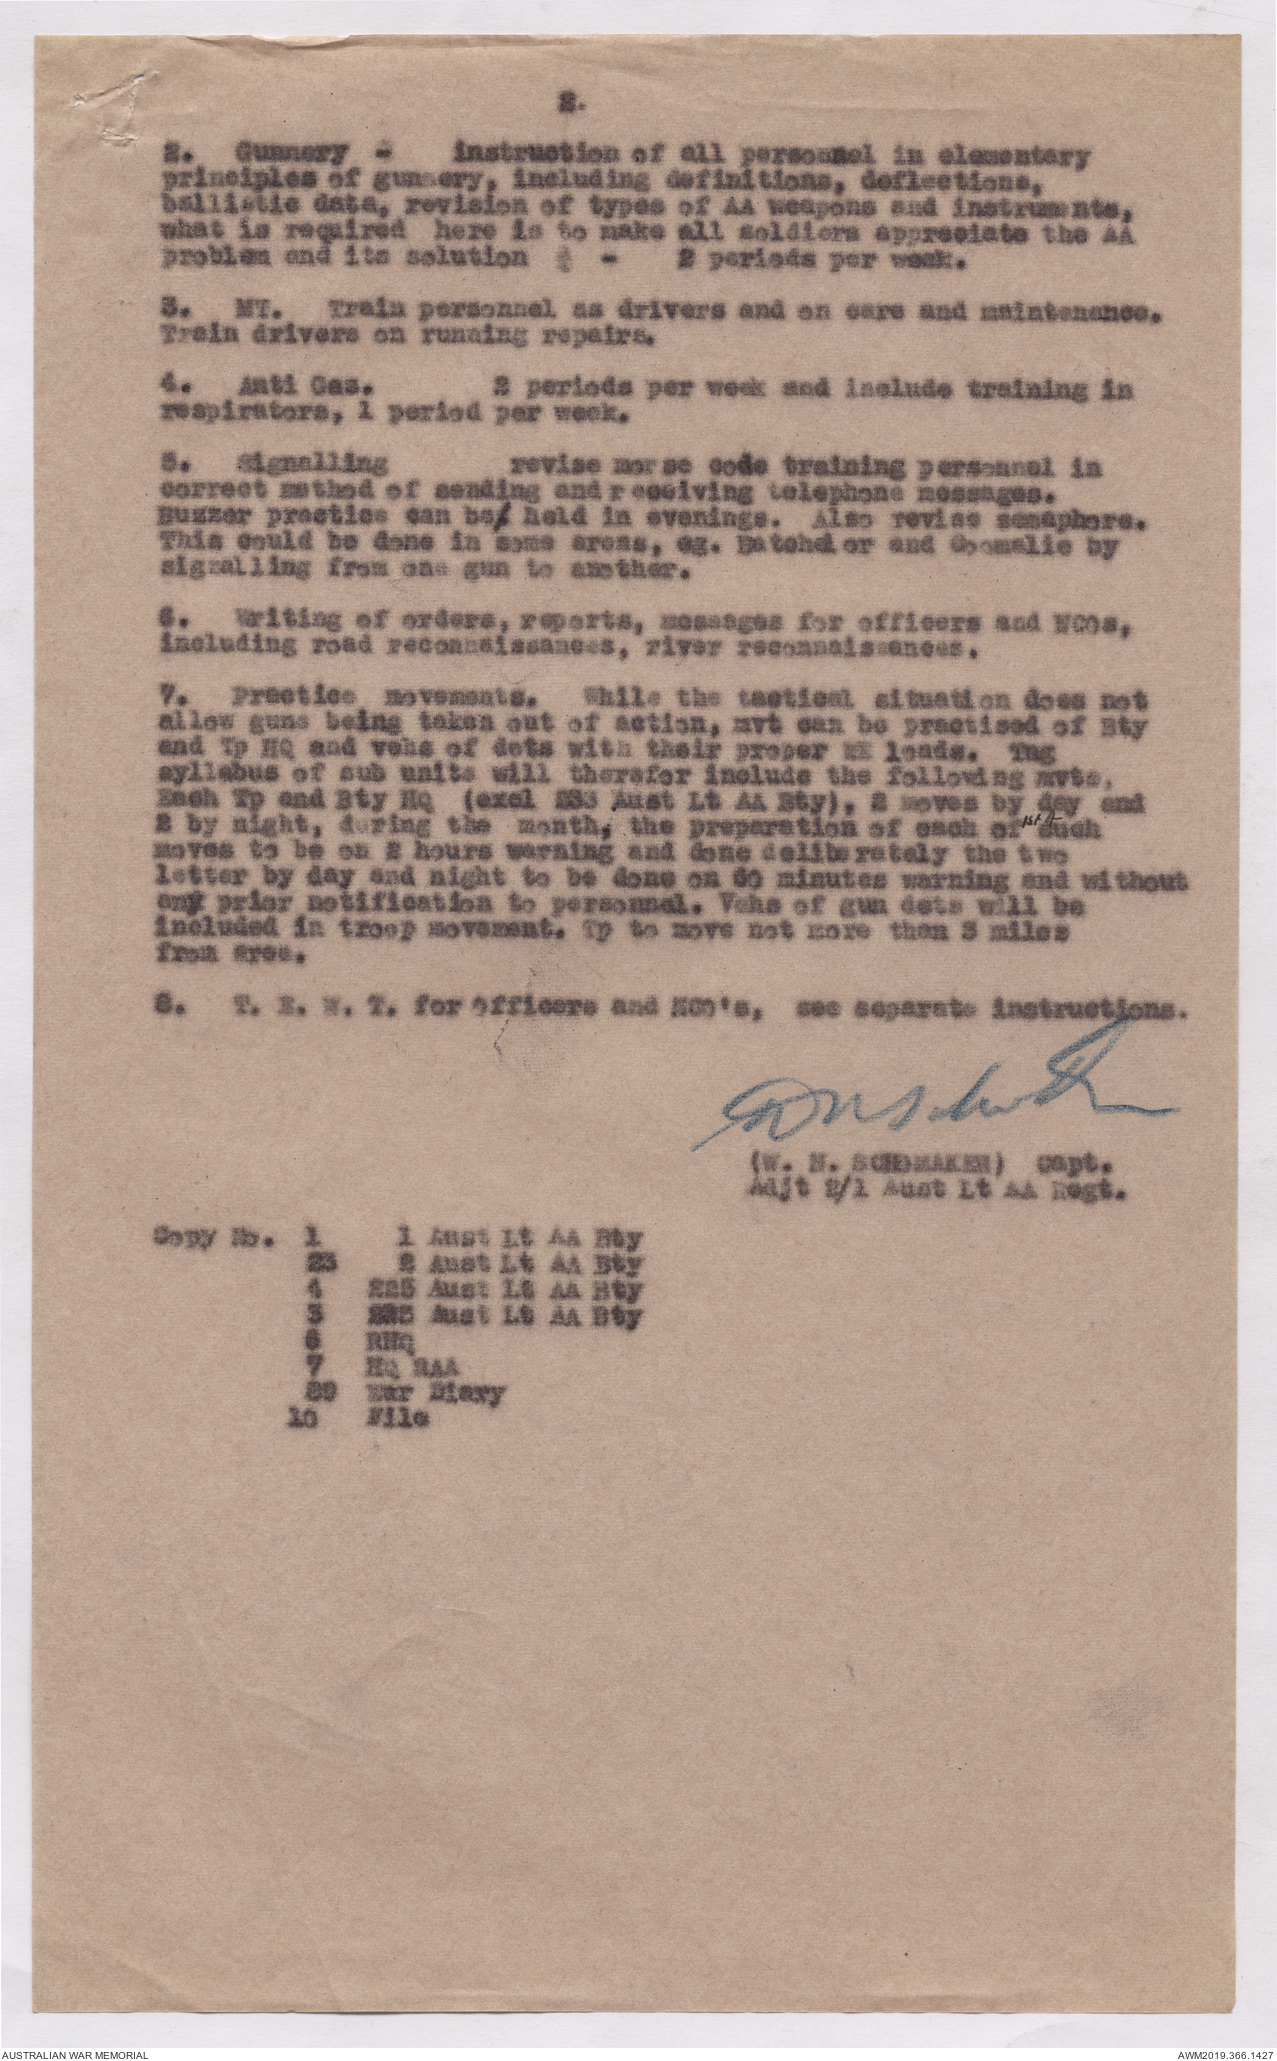 2.
2. Gunnery - instruction of all personnel in elementary
principles of gunnery, including definitions, deflections,
ballistic data, revision of types of AA weapons and instruments,
what is required here is to make all soldiers appreciate the AA
problem and its solution - 2 periods per week.
3. MT. Train personnel as drivers and on care and maintenance.
Train drivers on running repairs.
4. Anti Gas. 2 periods per week and include training in
respirators, 1 period per week.
5. Signalling revise morse code training personnel in
correct method of sending and receiving telephone messages.
Buzzer practice can be held in evenings. Also revise semaphore.
This could be done in some areas, eg. Batchelor and Coomalie by
signalling from one gun to another.
6. Writing of orders, reports, messages for officers and NCOs,
including road reconnaissances, river reconnaissances.
7. Practice movements. While the tactical situation does not
allow guns being taken out of action, mvt can be practised of Bty
and Tp HQ and vehs of dets with their proper WE loads. Tng
syllabus of sub units will therefor include the following mvts,
Each Tp and Bty HQ (excl 233 Aust Lt AA Bty), 2 moves by day and
2 by night, during the month, the preparation of each of 1st 4 such
moves to be on 2 hours warning and done deliberately the two
letter by day and night to be done on 60 minutes warning and without
any prior notification to personnel. Vehs of gun dets will be
included in troop movement. Tp to move not more than 3 miles
from area.
8. T. E. W. T. for Officers and NCO's, see separate instructions.
(W. N. SCHOMAKER) Capt.
Adjt 2/1 Aust Lt AA Regt.
Copy No. 1 1 Aust Lt AA Bty
2 Aust Lt AA Bty
4 225 Aust Lt AA Bty
Aust Lt AA Bty
6 RHQ
7 HQ RAA
War Diary
10 File
AUSTRALIAN WAR MEMORIAL
AWM2019.366.1427